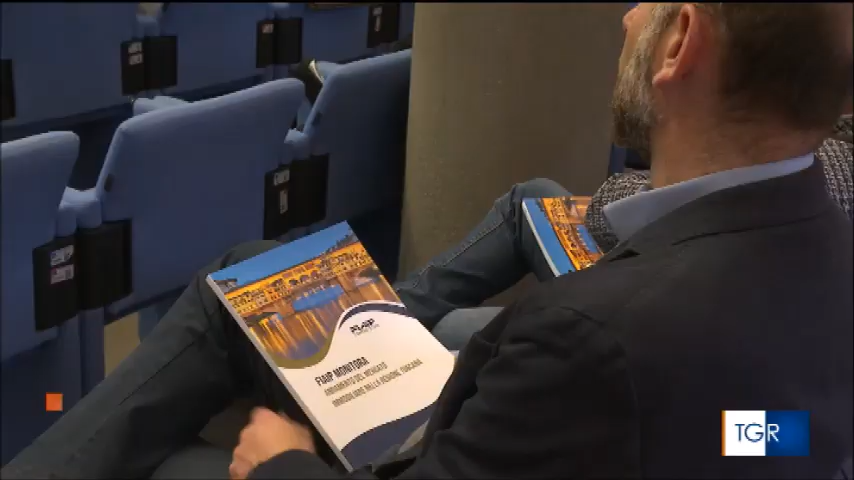 FIAIP
FIAIP MONITORA
ANDAMENTO DEL MERCATO
IMMOBILIARE NELLA REGIONE TOSCANA
TGR